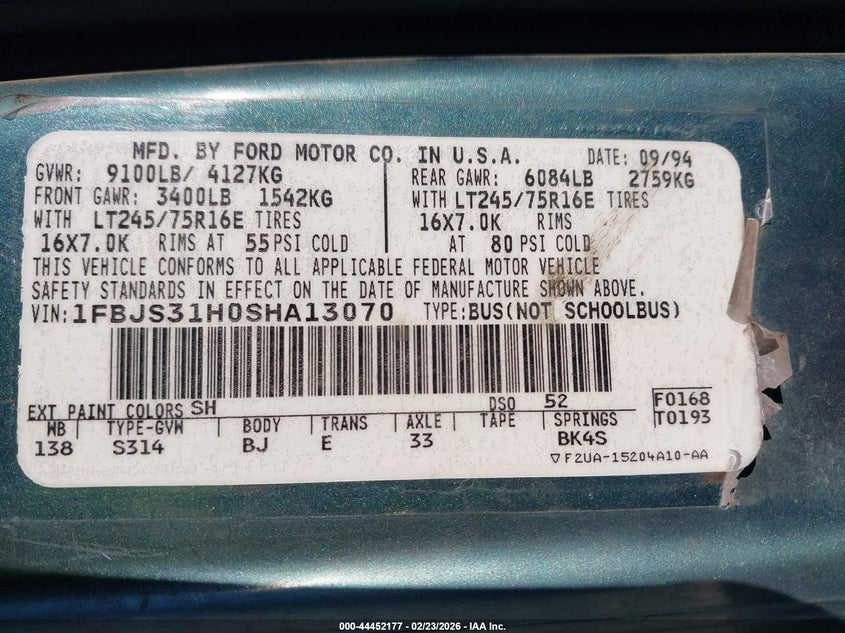 MFD. BY FORD MOTOR CO. IN U.S.A. DATE: 09/94
GVWR: 9100LB/ 4127KG
FRONT GAWR: 3400LB 1542KG
WITH LT245/75R16E TIRES
16X7.0K RIMS AT 55 PSI COLD
REAR GAWR: 6084LB 2759KG
WITH LT245/75R16E TIRES
16X7.0K RIMS
AT 80 PSI COLD
THIS VEHICLE CONFORMS TO ALL APPLICABLE FEDERAL MOTOR VEHICLE
SAFETY STANDARDS IN EFFECT ON THE DATE OF MANUFACTURE SHOWN ABOVE.
VIN: 1FBJS31H0SHA13070 TYPE: BUS(NOT SCHOOLBUS)
EXT PAINT COLORS SH DSO 52
F0168
T0193
WB TYPE-GVW BODY TRANS AXLE TAPE SPRINGS
138 S314 BJ E 33 BK4S
▽F2UA-15204A10-AA
000-44452177 - 02/23/2026 - IAA Inc.